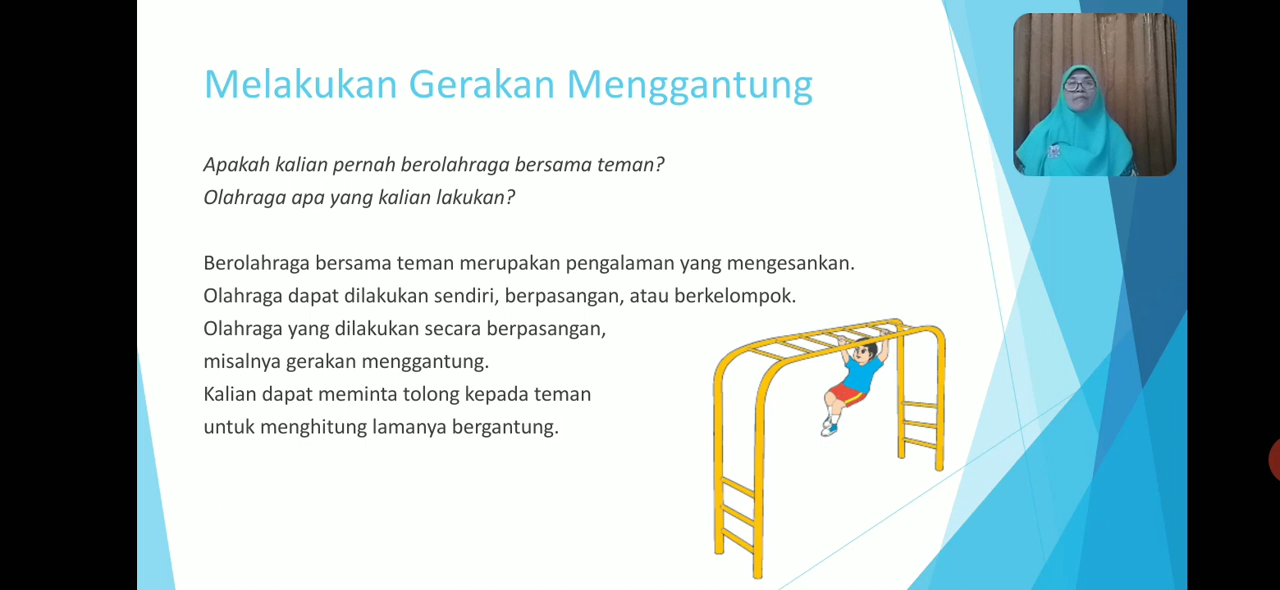 Melakukan Gerakan Menggantung
Apakah kalian pernah berolahraga bersama teman?
Olahraga apa yang kalian lakukan?
Berolahraga bersama teman merupakan pengalaman yang mengesankan.
Olahraga dapat dilakukan sendiri, berpasangan, atau berkelompok.
Olahraga yang dilakukan secara berpasangan,
misalnya gerakan menggantung.
Kalian dapat meminta tolong kepada teman
untuk menghitung lamanya bergantung.